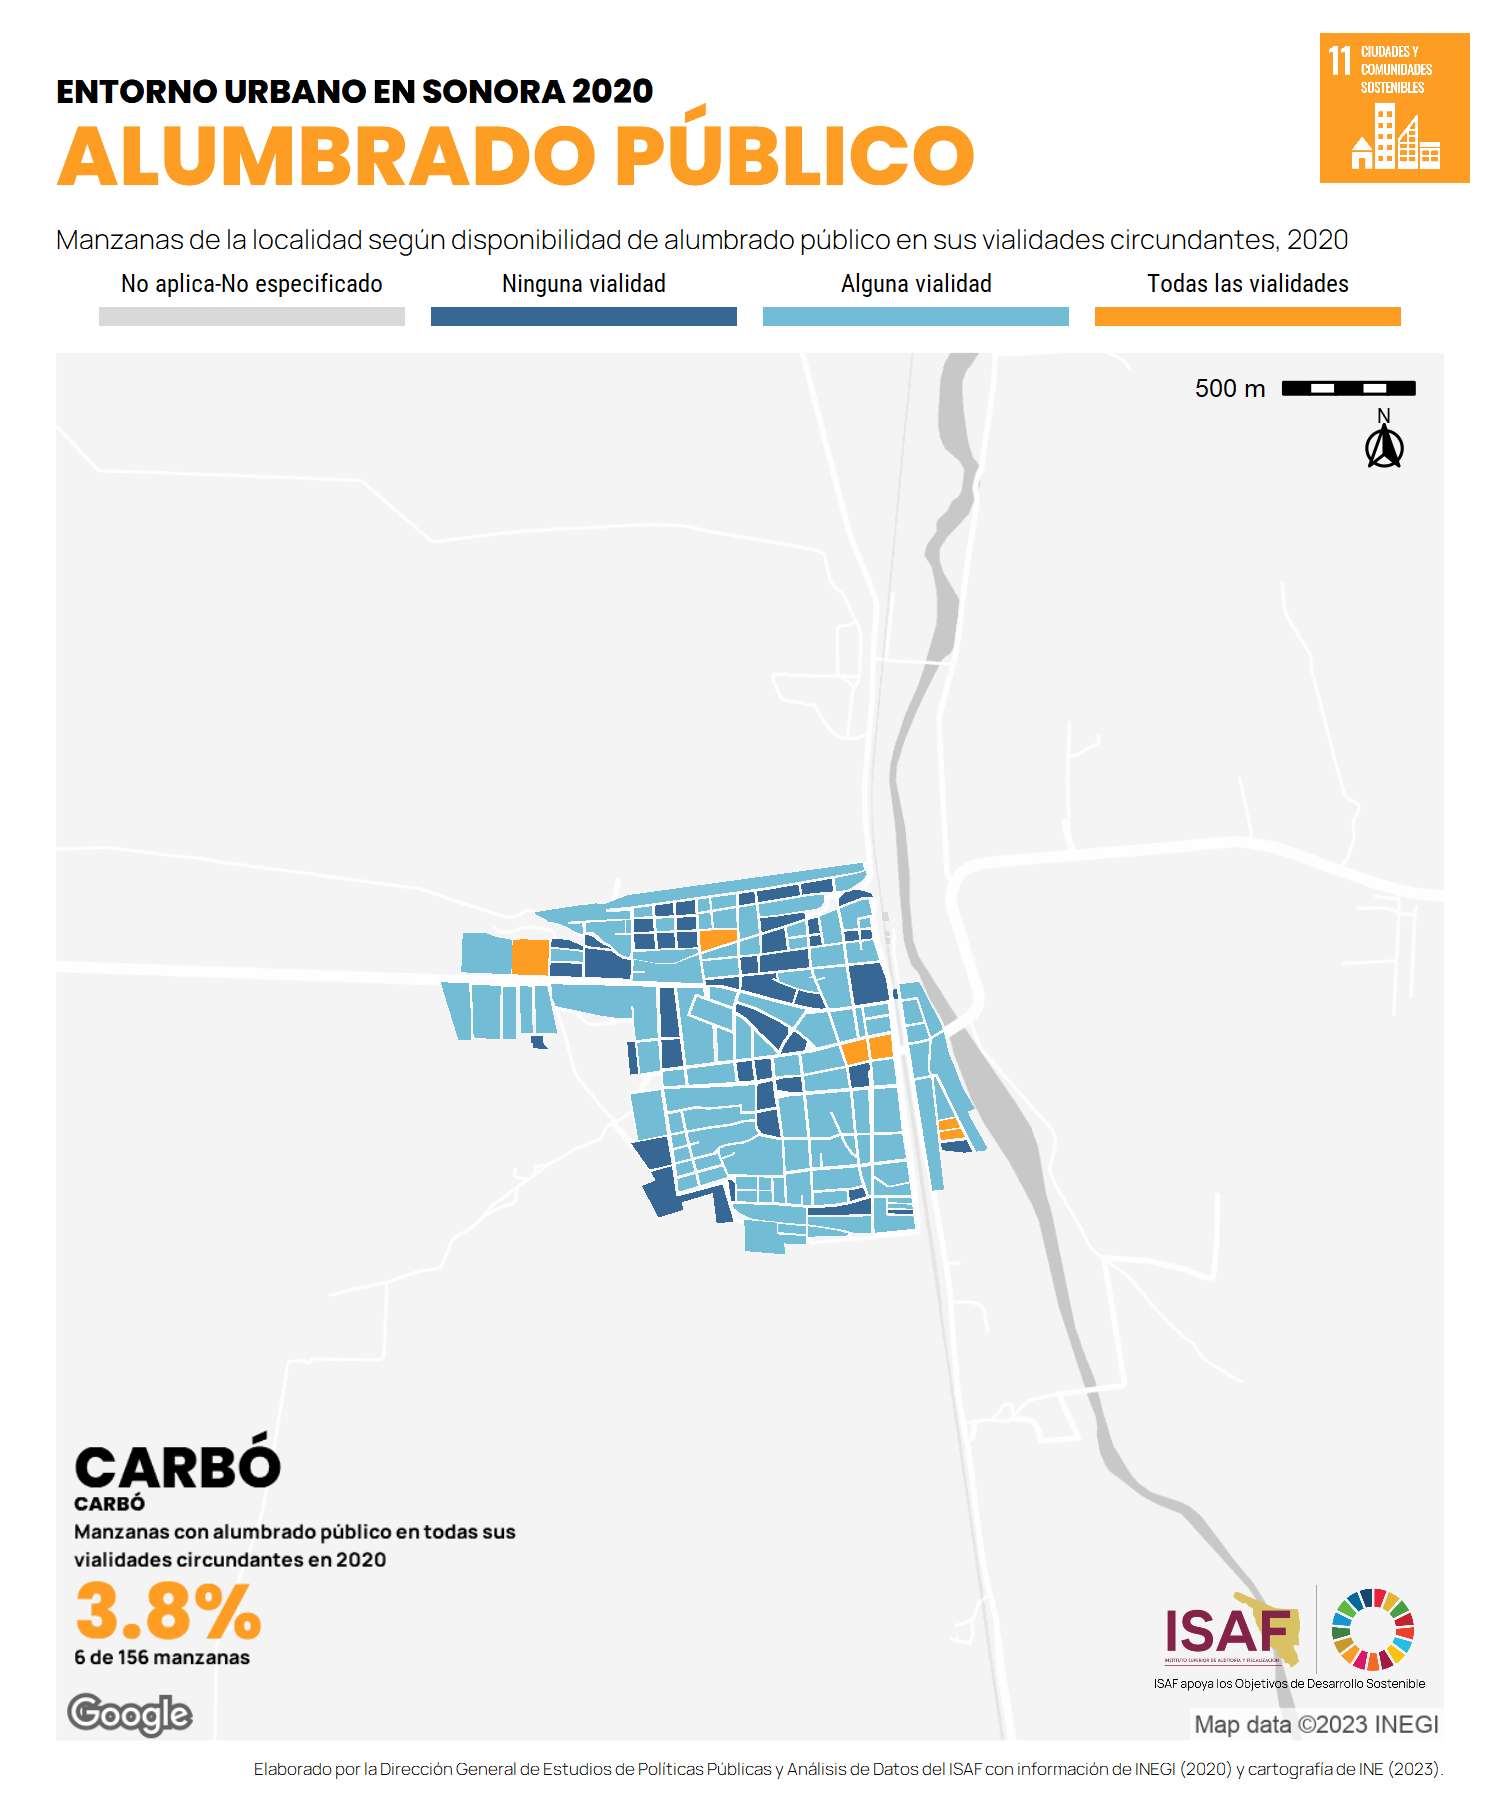 11 CIUDADES Y
COMUNIDADES
SOSTENIBLES
ENTORNO URBANO EN SONORA 2020
ALUMBRADO PÚBLICO
Manzanas de la localidad según disponibilidad de alumbrado público en sus vialidades circundantes, 2020
No aplica-No especificado
Ninguna vialidad
Alguna vialidad
Todas las vialidades
500 m
N
CARBÓ
CARBÓ
Manzanas con alumbrado público en todas sus
vialidades circundantes en 2020
3.8%
6 de 156 manzanas
ISAF
INSTITUTO SUPERIOR DE AUDITORÍA Y FISCALIZACIÓN
ISAF apoya los Objetivos de Desarrollo Sostenible
Google
Map data ©2023 INEGI
Elaborado por la Dirección General de Estudios de Políticas Públicas y Análisis de Datos del ISAF con información de INEGI (2020) y cartografía de INE (2023).